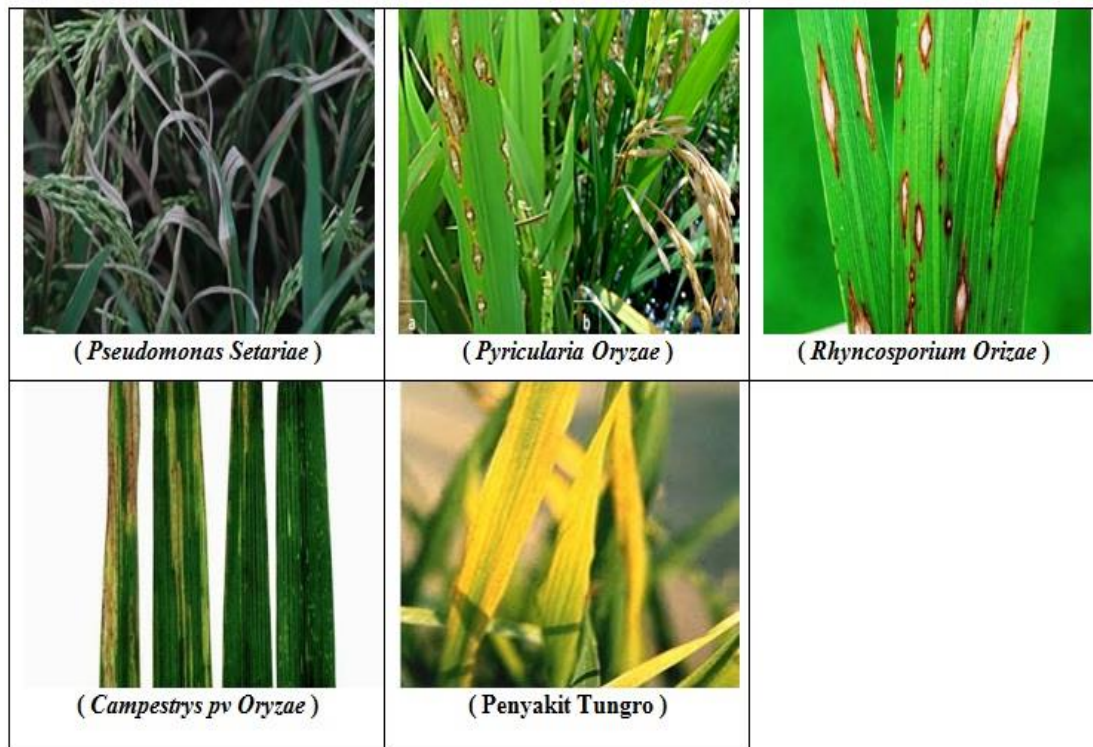 ( Pseudomonas Setariae )
( Pyricularia Oryzae )
( Rhyncosporium Orizae )
a
b
( Campestrys pv Oryzae )
( Penyakit Tungro )